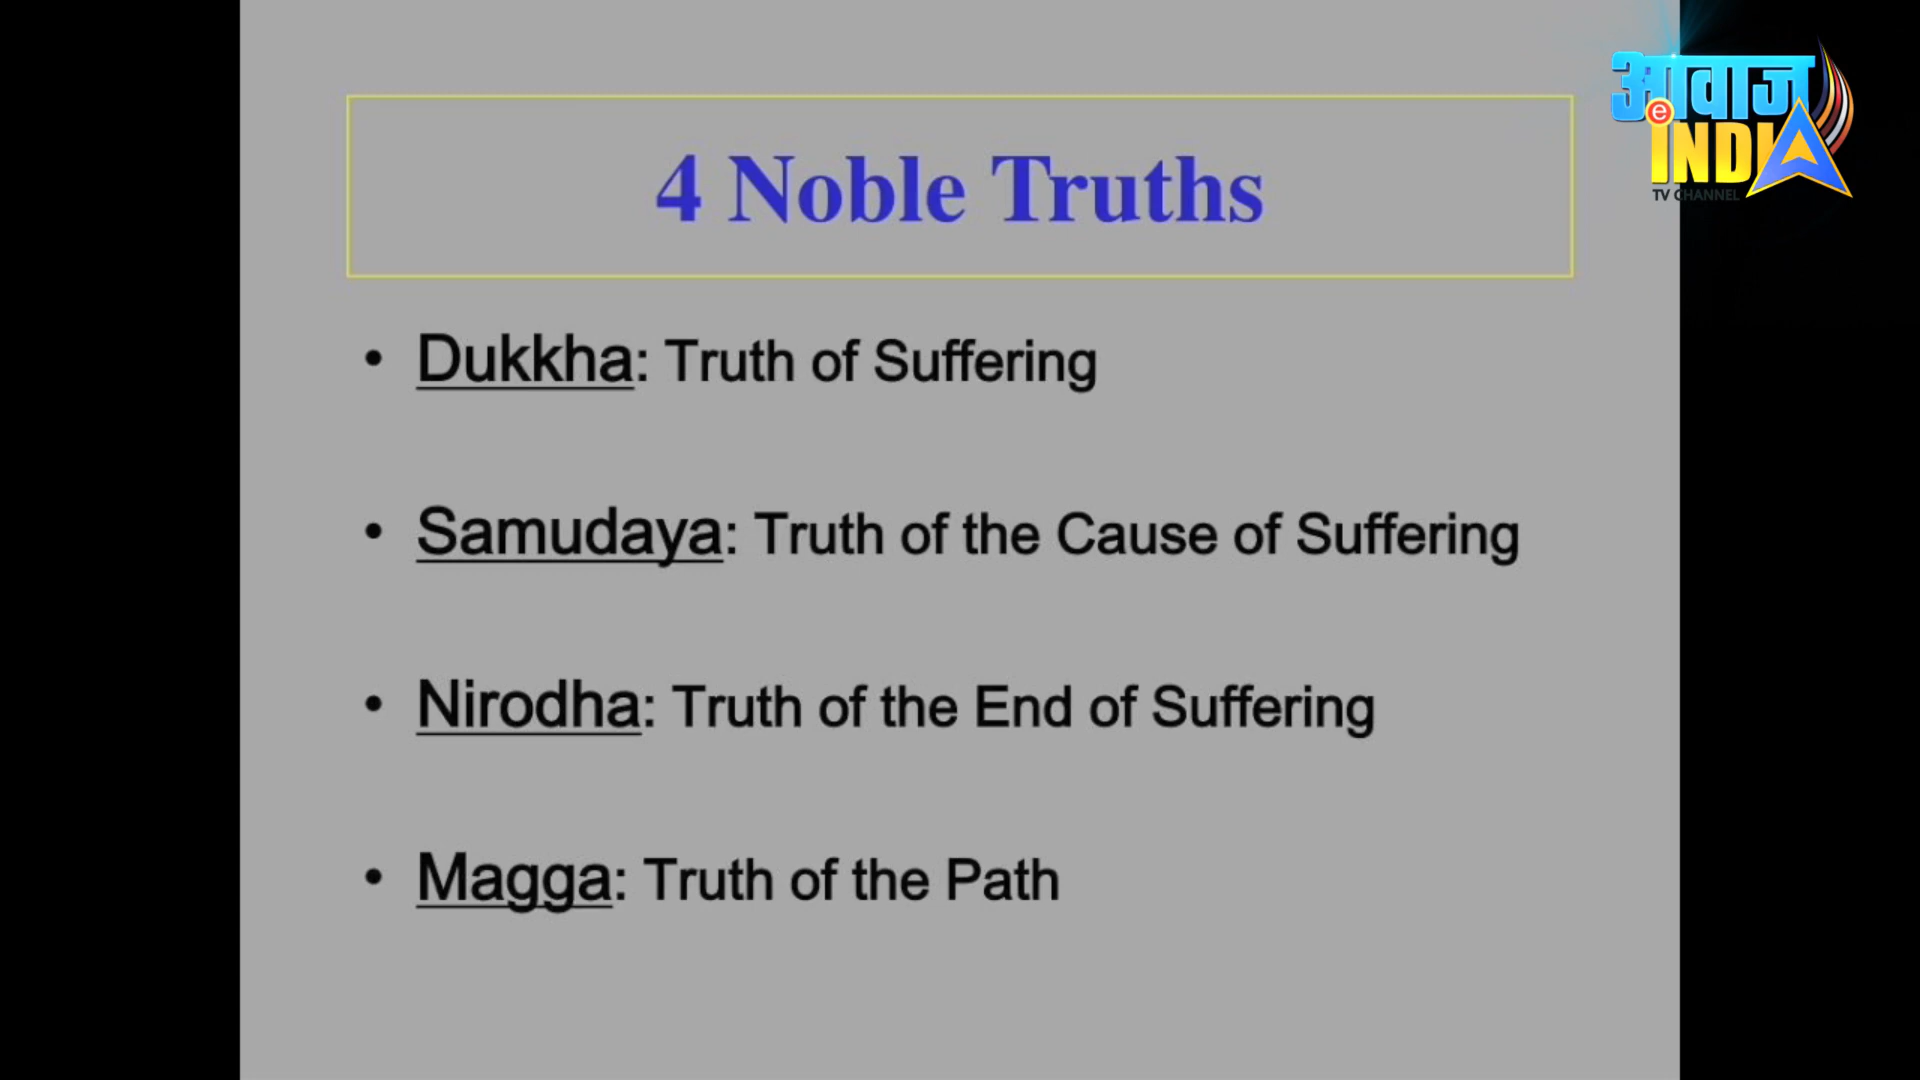 4 Noble Truths
• Dukkha: Truth of Suffering
• Samudaya: Truth of the Cause of Suffering
• Nirodha: Truth of the End of Suffering
• Magga: Truth of the Path
आवाज
e INDIA
TV CHANNEL